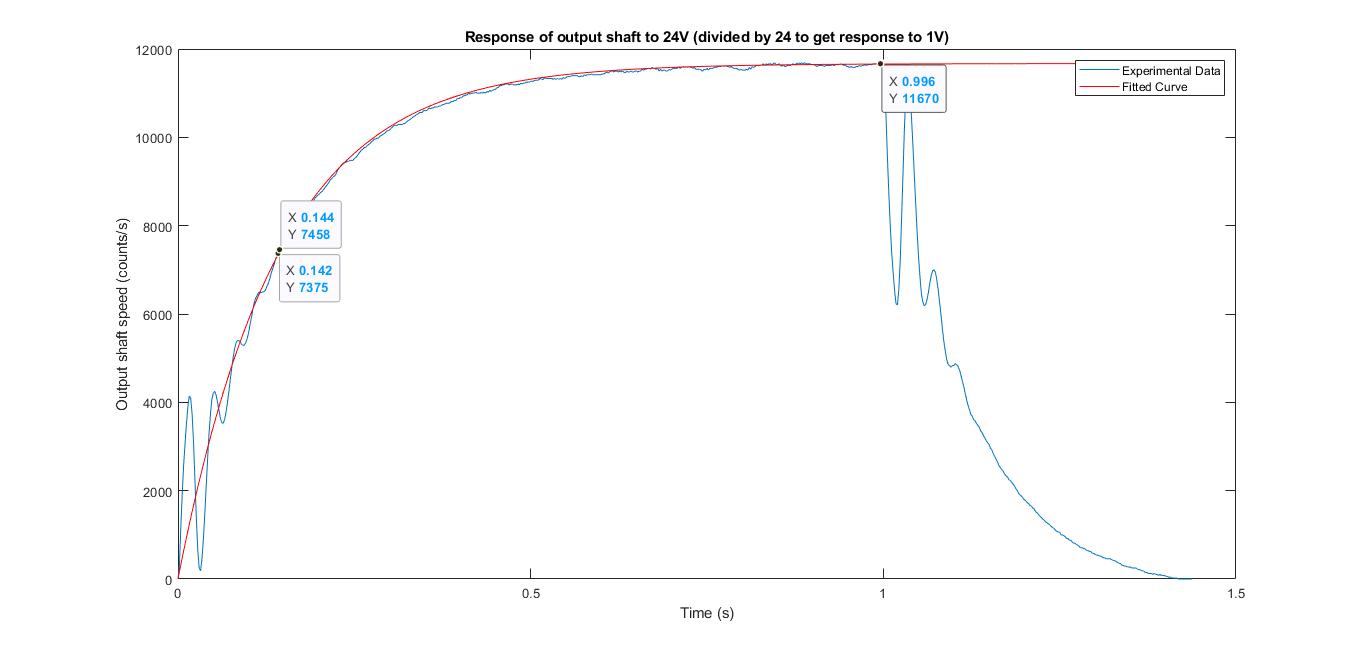 Response of output shaft to 24V (divided by 24 to get response to 1V)
12000
10000
8000
6000
4000
2000
0
Output shaft speed (counts/s)
Experimental Data
Fitted Curve
X 0.996
Y 11670
X 0.144
Y 7458
X 0.142
Y 7375
0
0.5
1
1.5
Time (s)